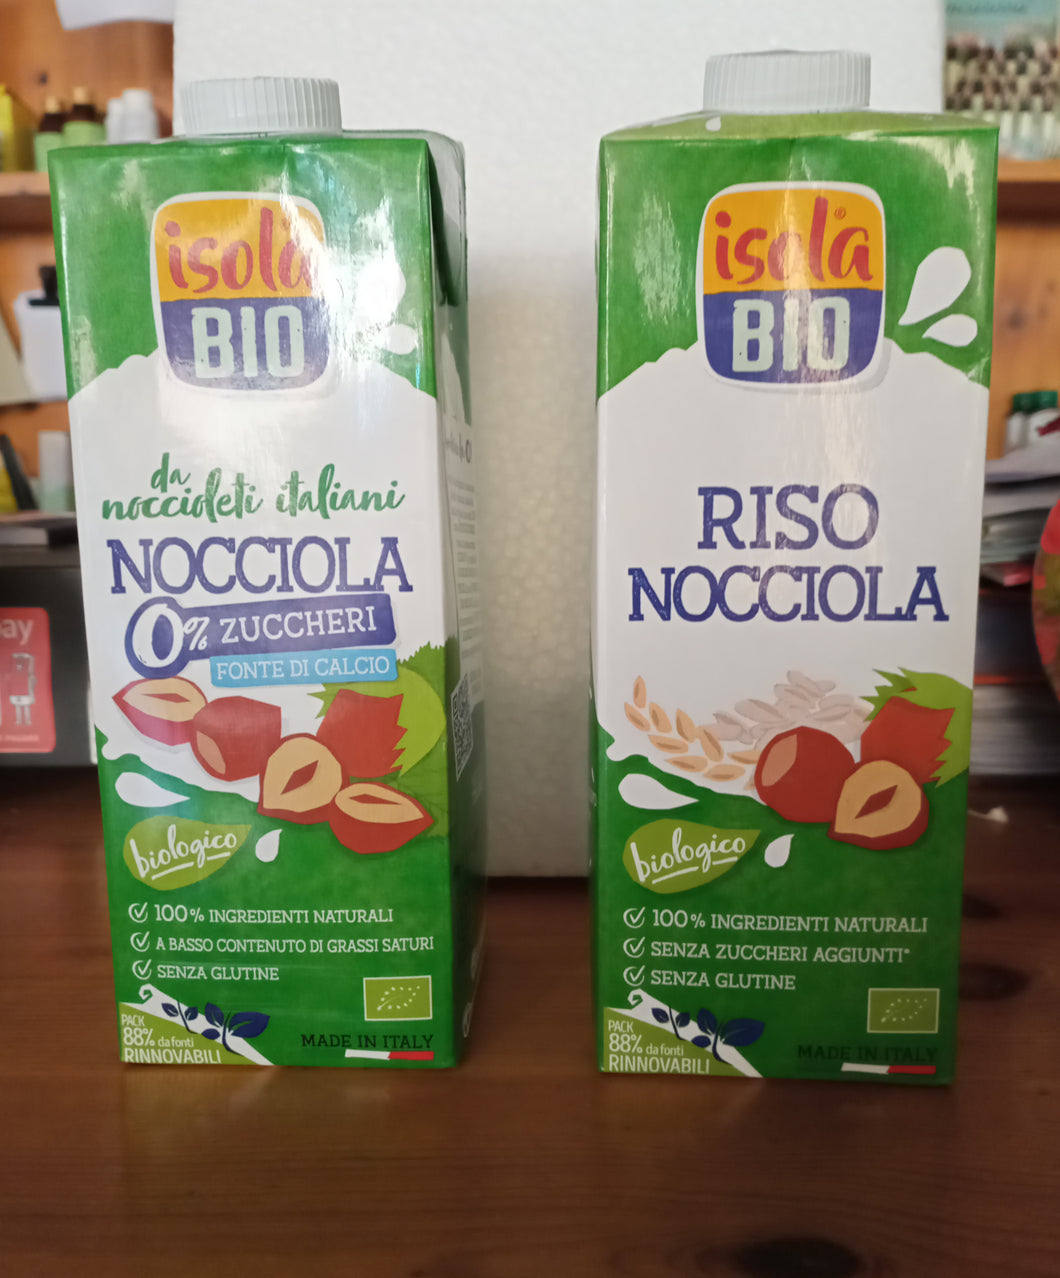 isola
BIO
da
noccioleti italiani
NOCCIOLA
0% ZUCCHERI
FONTE DI CALCIO
biologico
100% INGREDIENTI NATURALI
A BASSO CONTENUTO DI GRASSI SATURI
SENZA GLUTINE
PACK
88% da fonti
RINNOVABILI
MADE IN ITALY
isola®
BIO
RISO
NOCCIOLA
biologico
100% INGREDIENTI NATURALI
SENZA ZUCCHERI AGGIUNTI*
SENZA GLUTINE
PACK
88% da fonti
RINNOVABILI
MADE IN ITALY